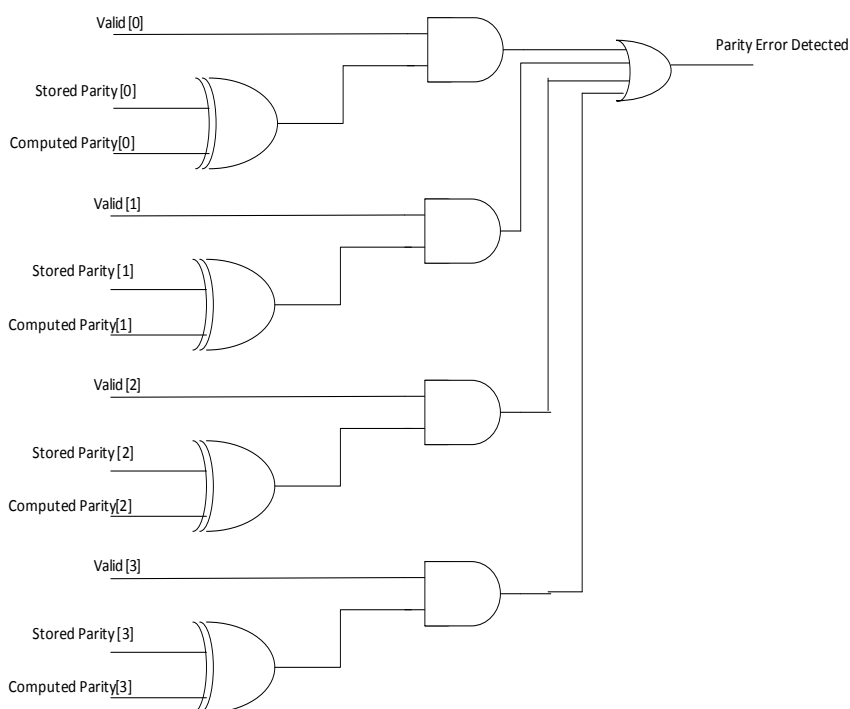 Valid [0]
Parity Error Detected
Stored Parity [0]
Computed Parity[0]
Valid [1]
Stored Parity [1]
Computed Parity[1]
Valid [2]
Stored Parity [2]
Computed Parity[2]
Valid [3]
Stored Parity [3]
Computed Parity[3]